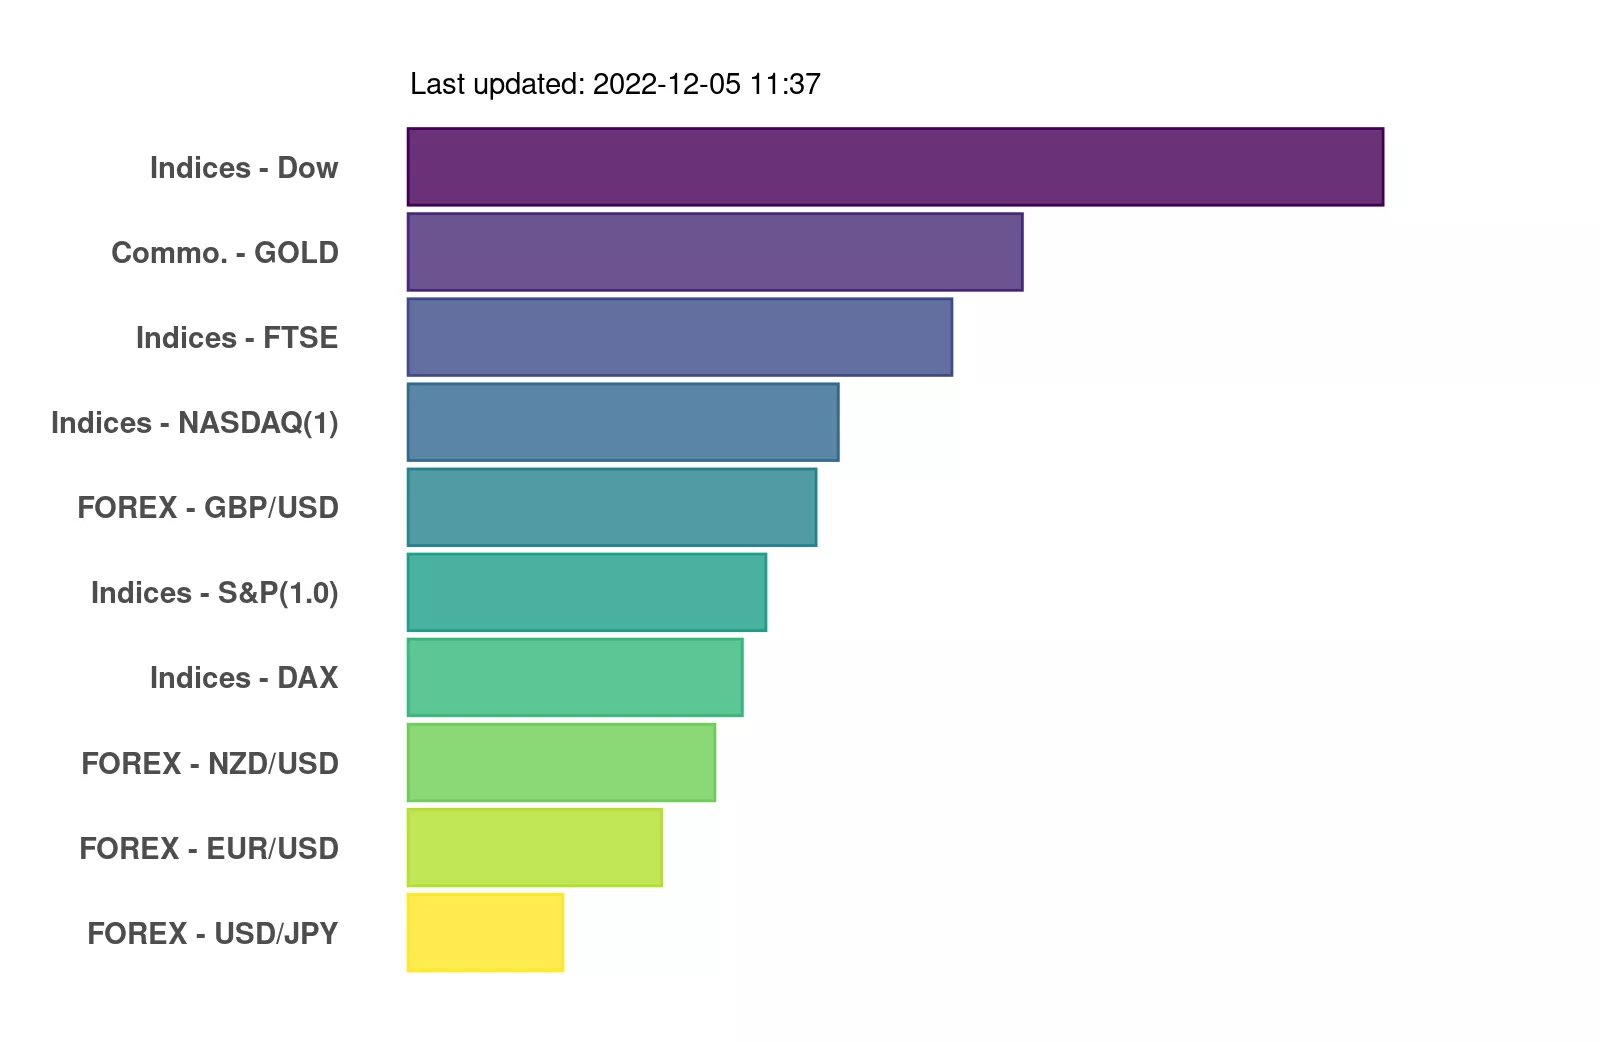 Last updated: 2022-12-05 11:37
Indices - Dow
Commo. - GOLD
Indices - FTSE
Indices - NASDAQ(1)
FOREX - GBP/USD
Indices - S&P(1.0)
Indices - DAX
FOREX - NZD/USD
FOREX - EUR/USD
FOREX - USD/JPY